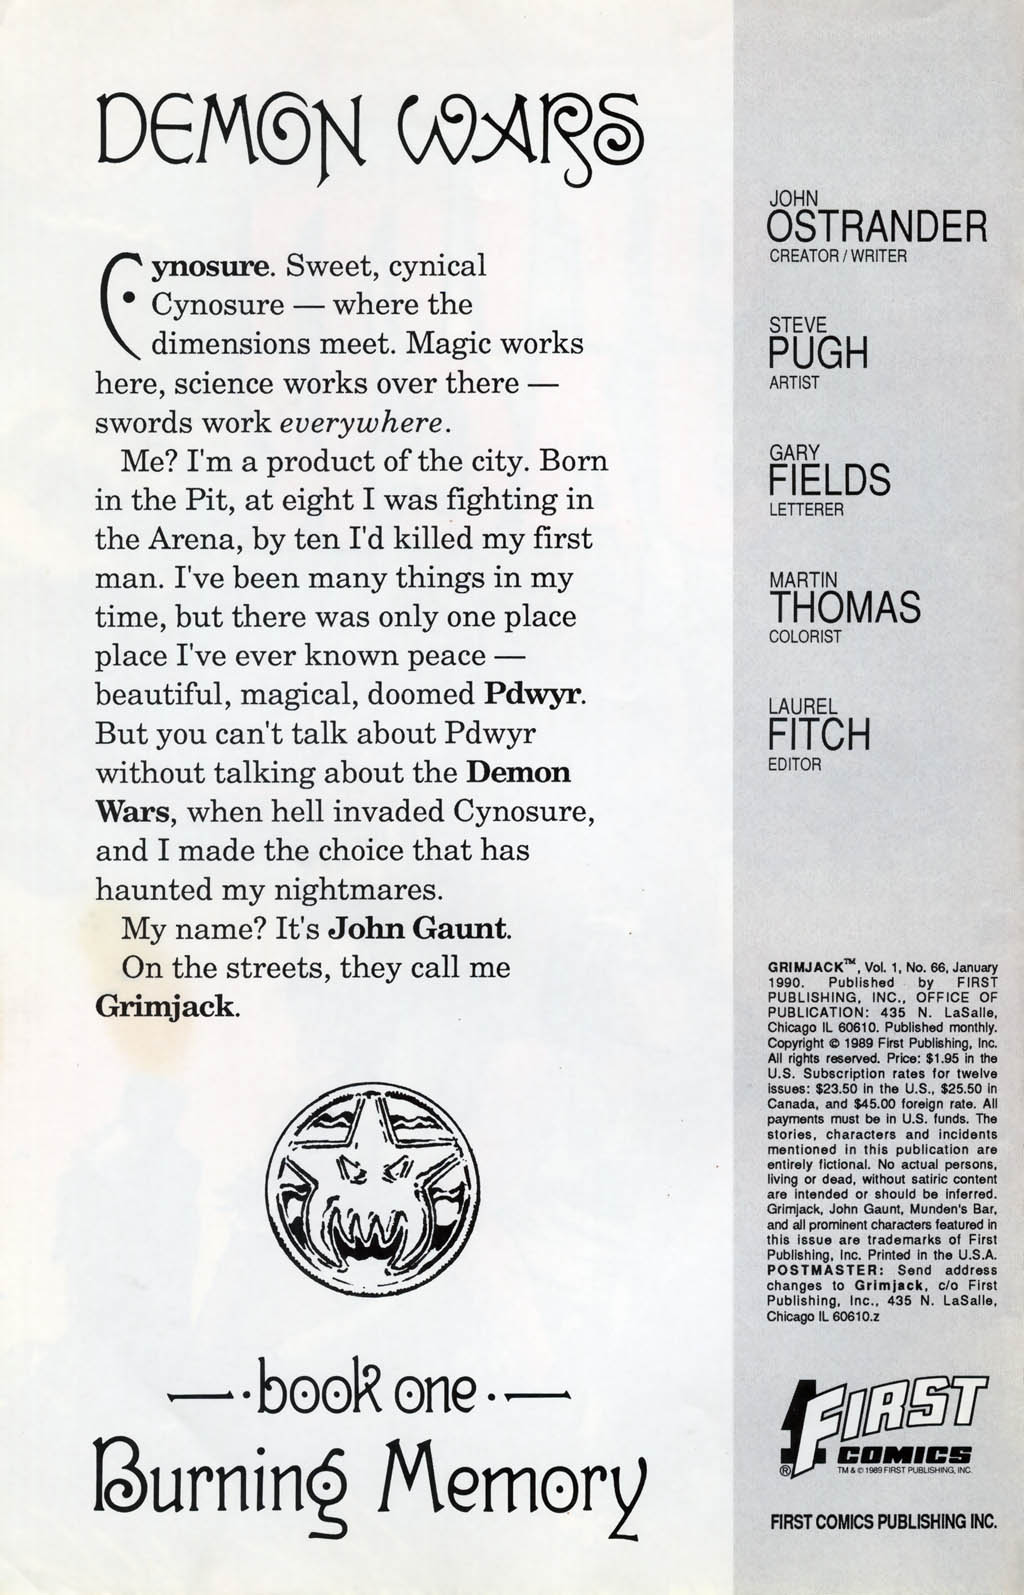 DEMON WARS
Cynosure. Sweet, cynical
Cynosure — where the
dimensions meet. Magic works
here, science works over there —
swords work everywhere.
Me? I'm a product of the city. Born
in the Pit, at eight I was fighting in
the Arena, by ten I'd killed my first
man. I've been many things in my
time, but there was only one place
place I've ever known peace —
beautiful, magical, doomed Pdwyr.
But you can't talk about Pdwyr
without talking about the Demon
Wars, when hell invaded Cynosure,
and I made the choice that has
haunted my nightmares.
My name? It's John Gaunt.
On the streets, they call me
Grimjack.
book one
Burning Memory
JOHN
OSTRANDER
CREATOR / WRITER
STEVE
PUGH
ARTIST
GARY
FIELDS
LETTERER
MARTIN
THOMAS
COLORIST
LAUREL
FITCH
EDITOR
GRIMJACK™, Vol. 1, No. 66, January
1990. Published by FIRST
PUBLISHING, INC., OFFICE OF
PUBLICATION: 435 N. LaSalle,
Chicago IL 60610. Published monthly.
Copyright © 1989 First Publishing, Inc.
All rights reserved. Price: $1.95 in the
U.S. Subscription rates for twelve
issues: $23.50 in the U.S., $25.50 in
Canada, and $45.00 foreign rate. All
payments must be in U.S. funds. The
stories, characters and incidents
mentioned in this publication are
entirely fictional. No actual persons,
living or dead, without satiric content
are intended or should be inferred.
Grimjack, John Gaunt, Munden's Bar,
and all prominent characters featured in
this issue are trademarks of First
Publishing, Inc. Printed in the U.S.A.
POSTMASTER: Send address
changes to Grimjack, c/o First
Publishing, Inc., 435 N. LaSalle,
Chicago IL 60610.z
FIRST
COMICS
® TM & © 1989 FIRST PUBLISHING, INC.
FIRST COMICS PUBLISHING INC.